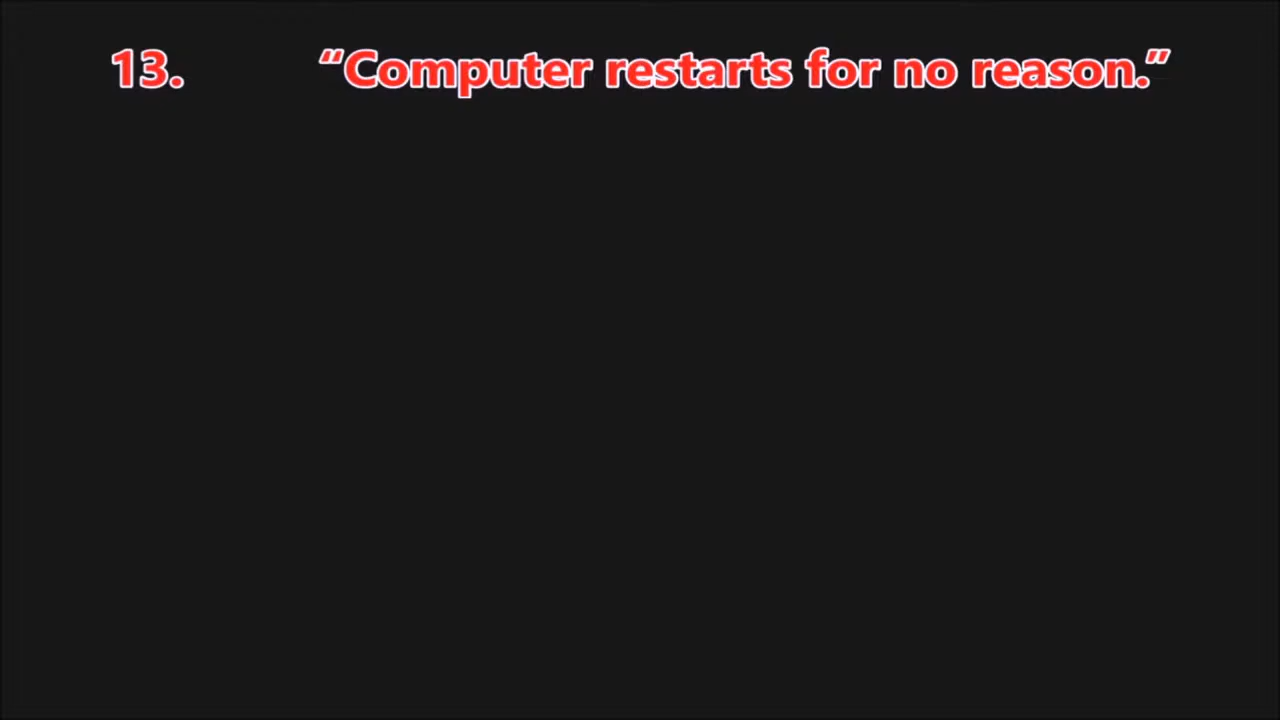 13. “Computer restarts for no reason.”